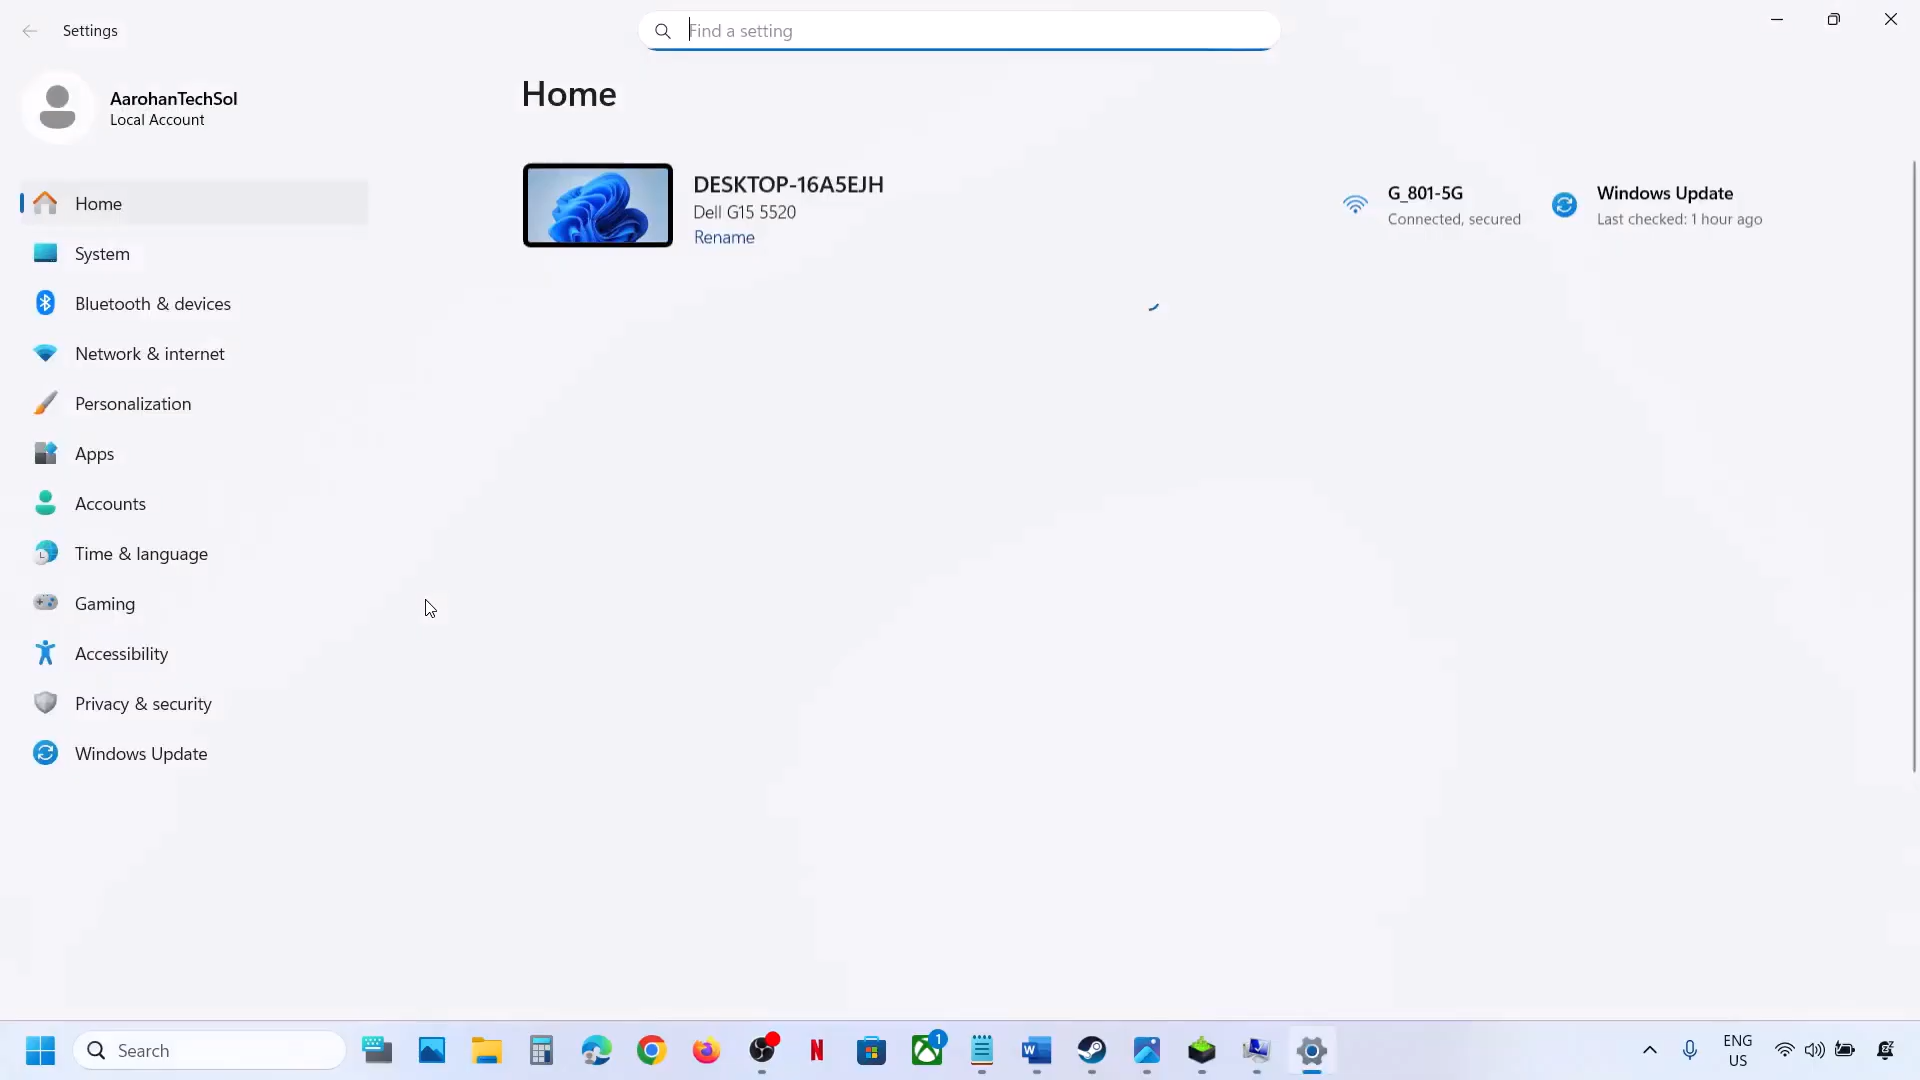 Settings
Find a setting
AarohanTechSol
Local Account
Home
System
Bluetooth & devices
Network & internet
Personalization
Apps
Accounts
Time & language
Gaming
Accessibility
Privacy & security
Windows Update
Home
DESKTOP-16A5EJH
Dell G15 5520
Rename
G_801-5G
Connected, secured
Windows Update
Last checked: 1 hour ago
Search
1
ENG
US